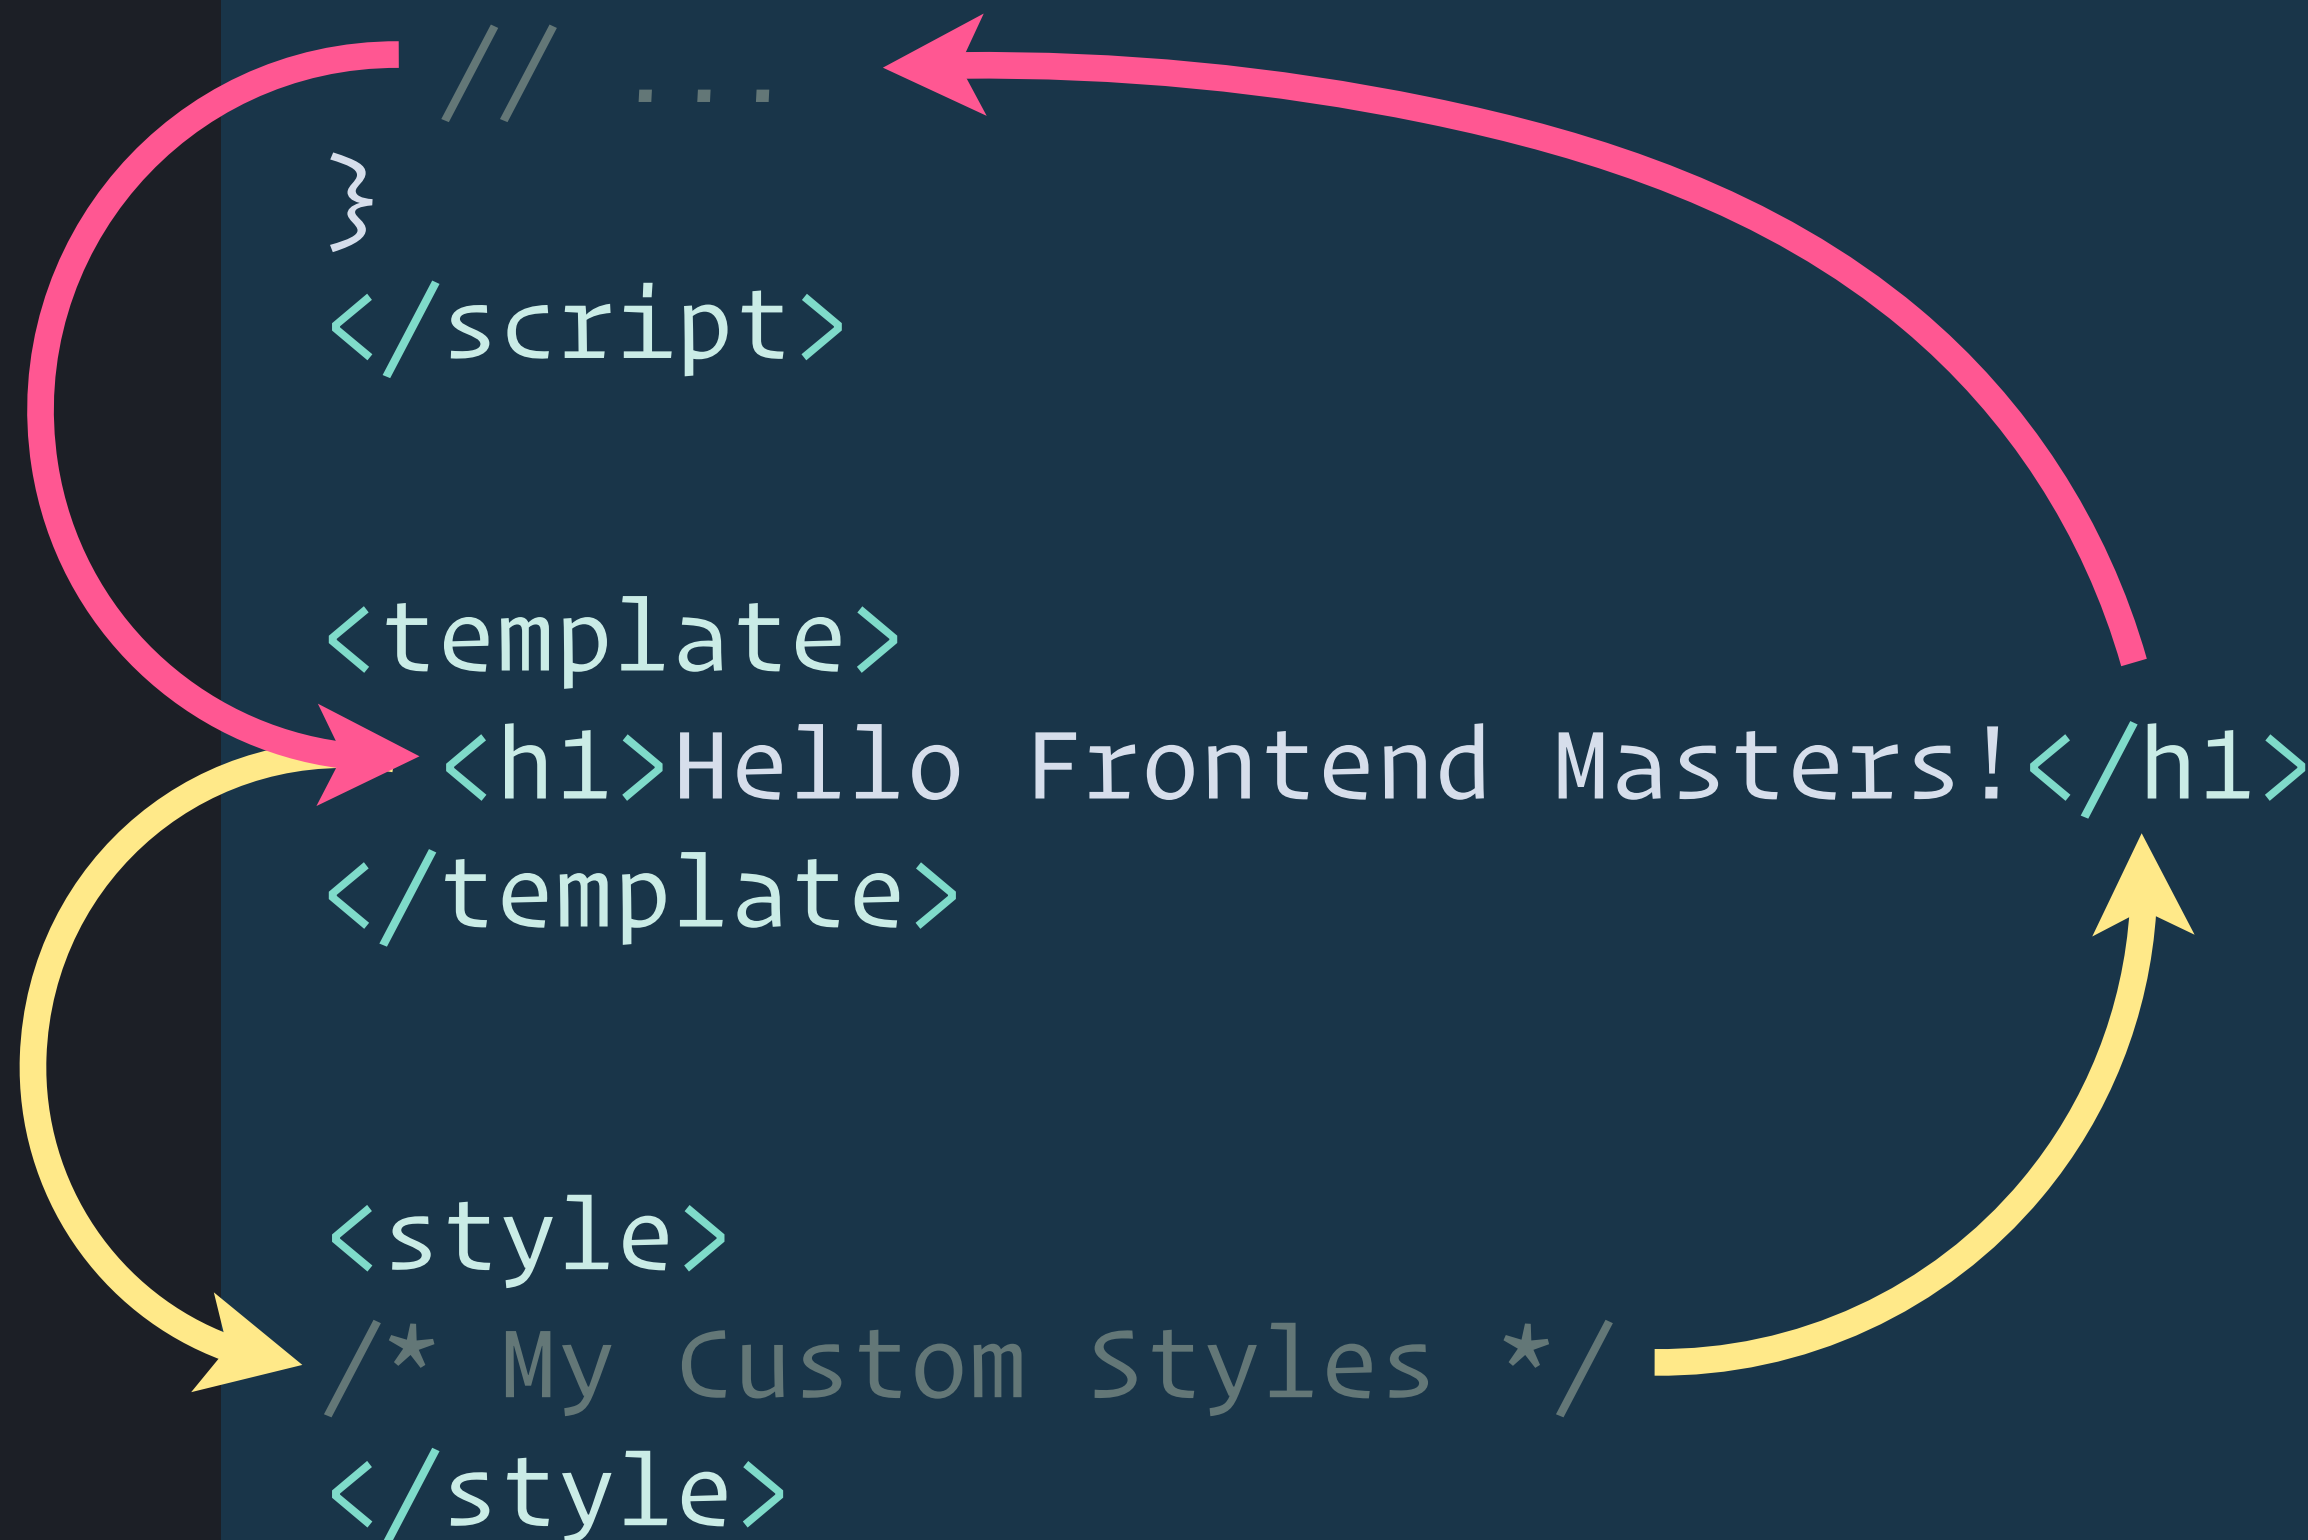 // ...
}
</script>
<template>
<h1>Hello Frontend Masters!</h1>
</template>
<style>
/* My Custom Styles */
</style>